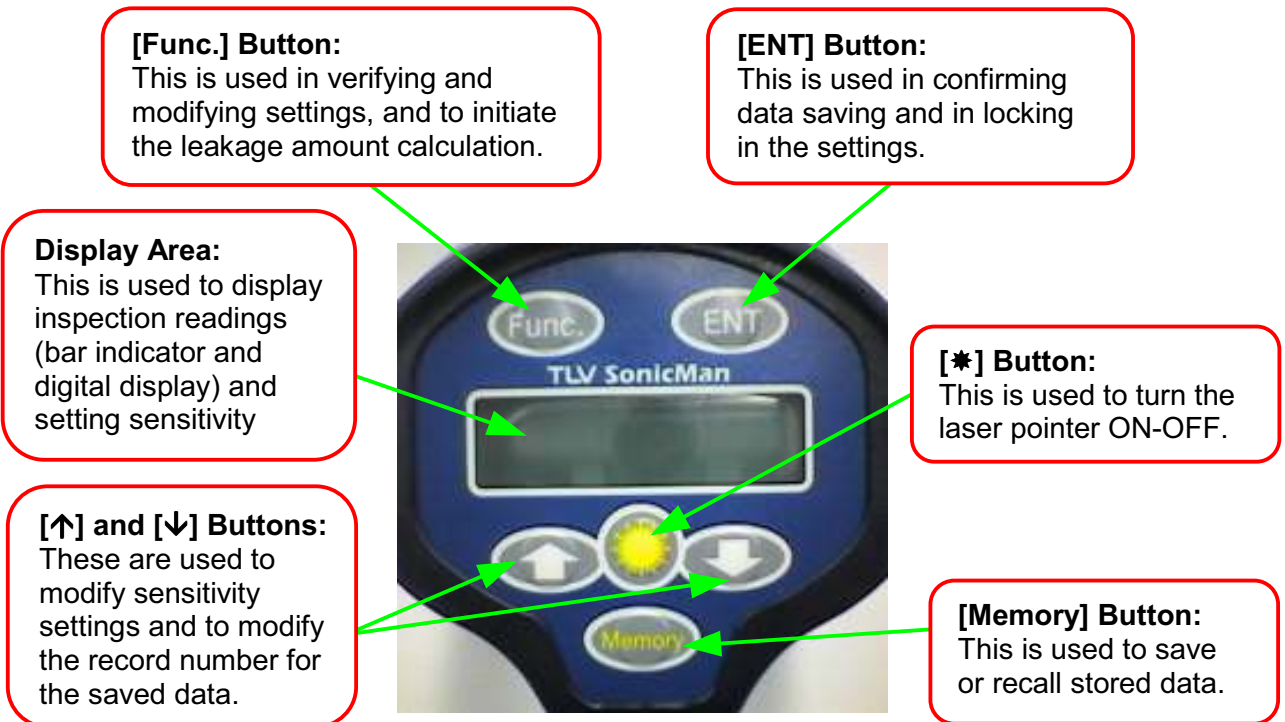 [Func.] Button:
This is used in verifying and
modifying settings, and to initiate
the leakage amount calculation.
[ENT] Button:
This is used in confirming
data saving and in locking
in the settings.
Display Area:
This is used to display
inspection readings
(bar indicator and
digital display) and
setting sensitivity
Func.
ENT
TLV SonicMan
[✸] Button:
This is used to turn the
laser pointer ON-OFF.
[↑] and [↓] Buttons:
These are used to
modify sensitivity
settings and to modify
the record number for
the saved data.
Memory
[Memory] Button:
This is used to save
or recall stored data.